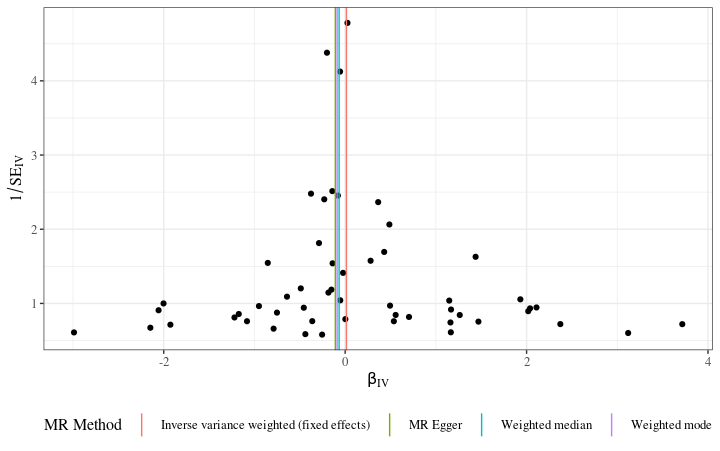 4
3
2
1
1/SE_IV
-2
0
2
4
β_IV
MR Method Inverse variance weighted (fixed effects) MR Egger Weighted median Weighted mode